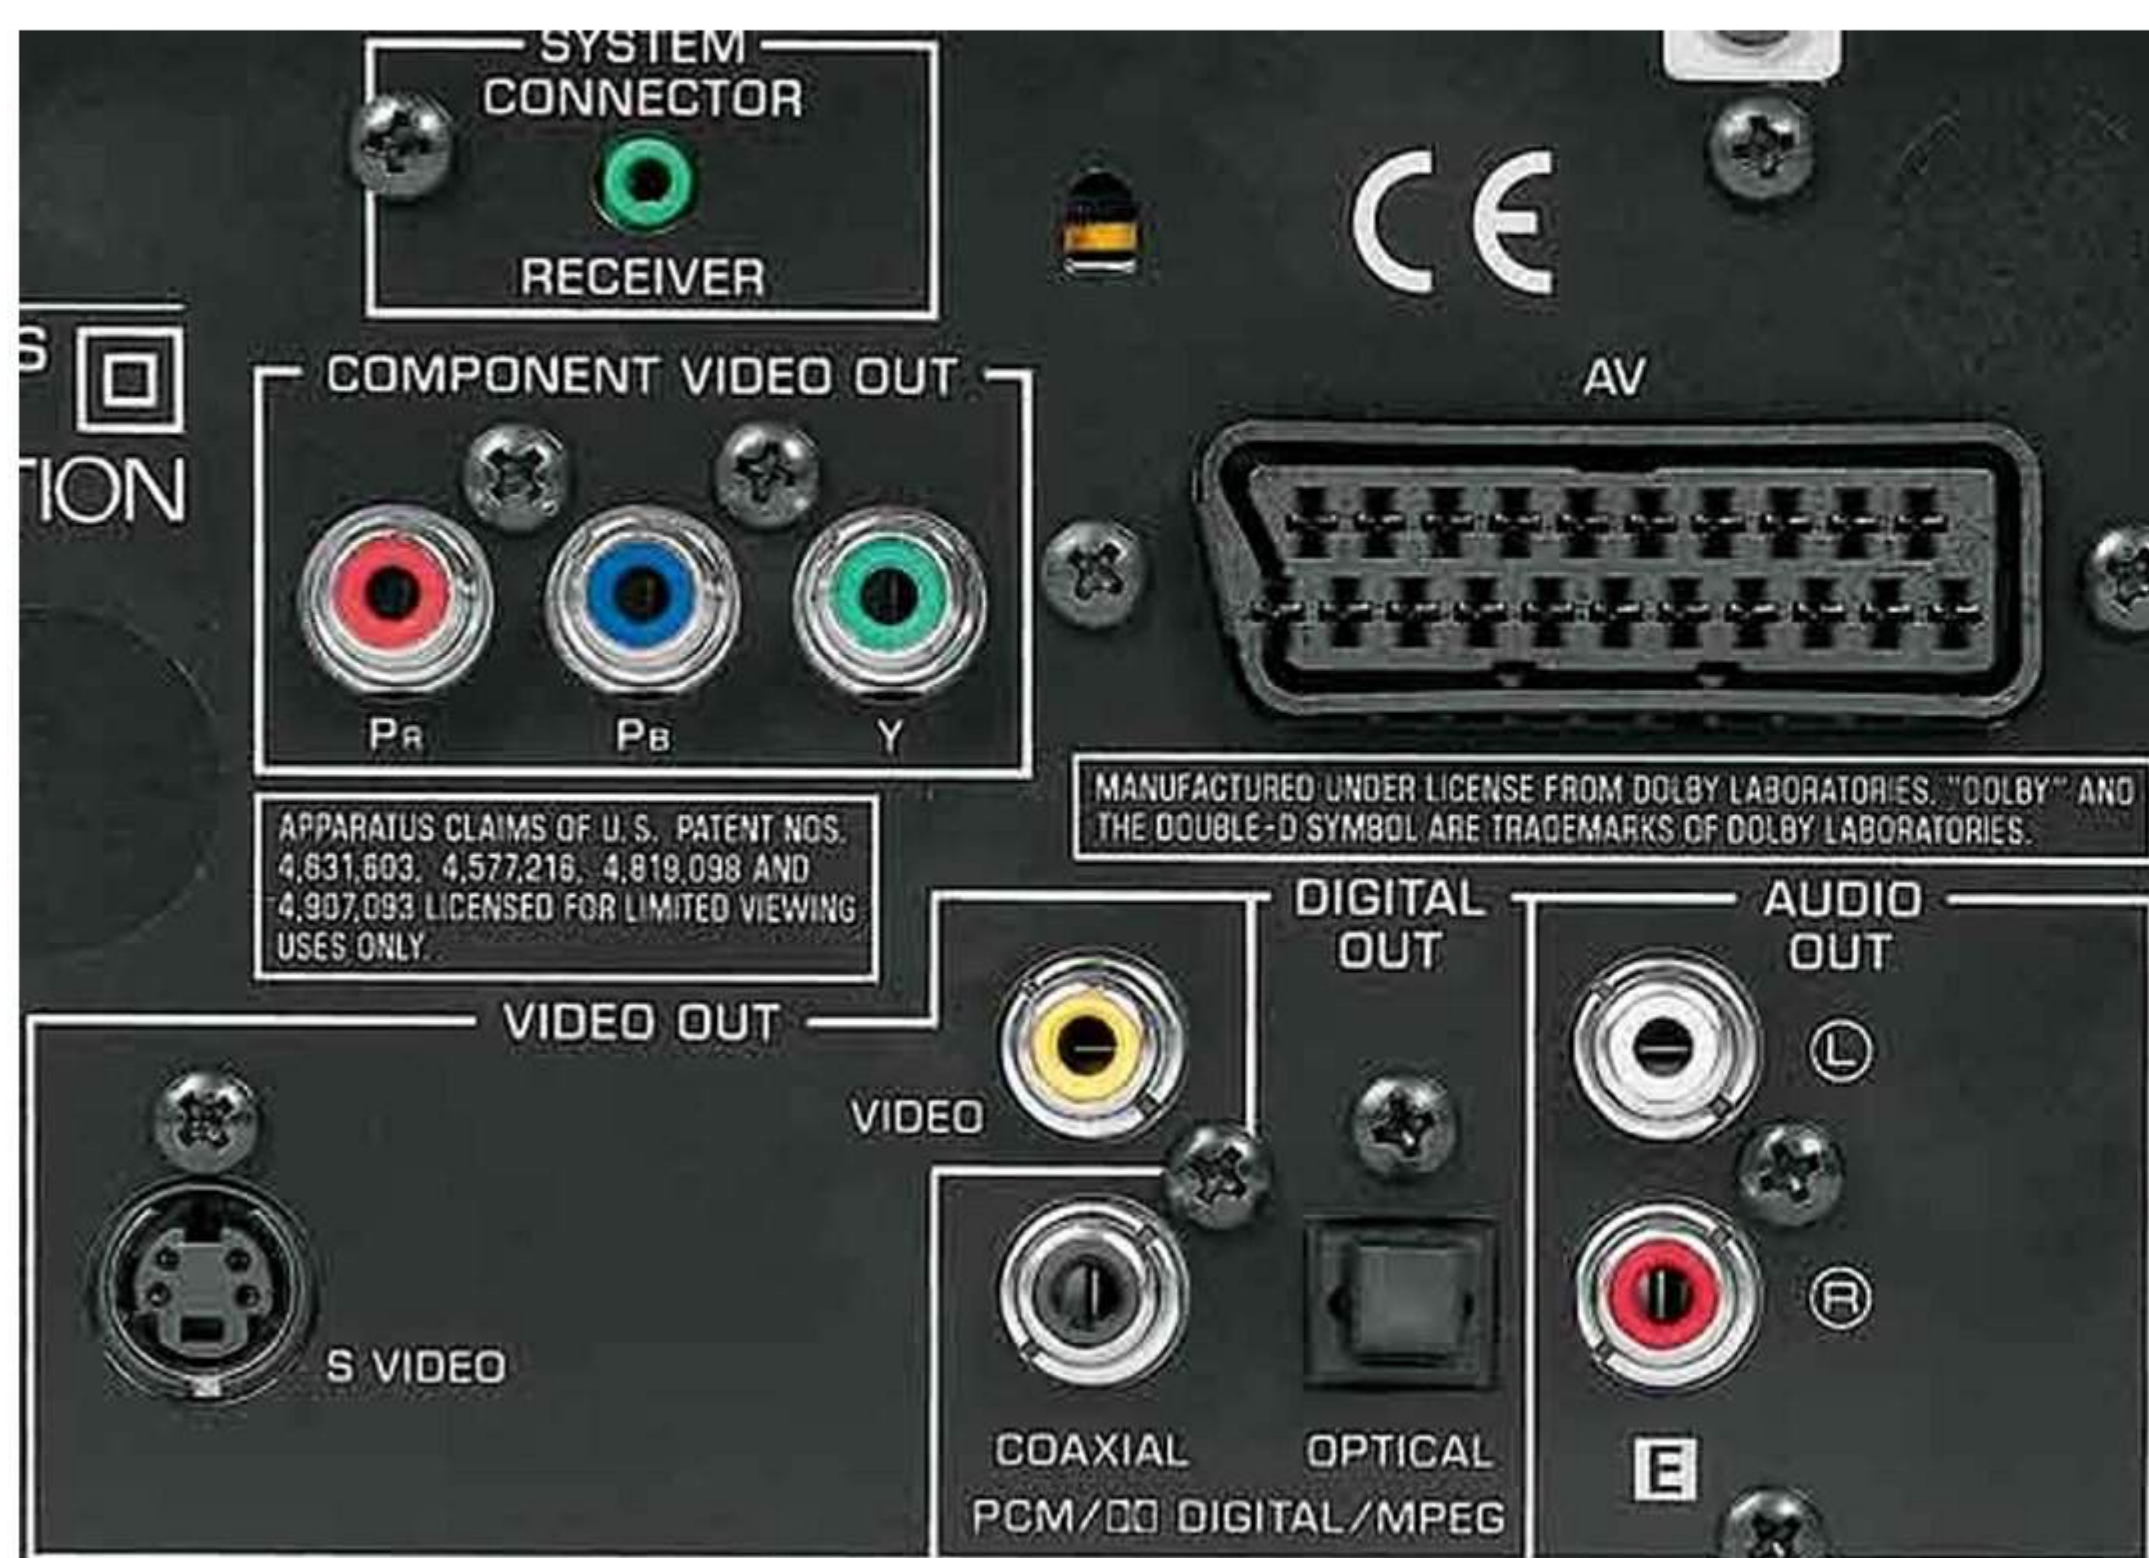 SYSTEM
CONNECTOR
RECEIVER
CE
S
TION
COMPONENT VIDEO OUT
PR
PB
Y
AV
APPARATUS CLAIMS OF U.S. PATENT NOS.
4,631,603, 4,577,216, 4,819,098 AND
4,907,093 LICENSED FOR LIMITED VIEWING
USES ONLY.
MANUFACTURED UNDER LICENSE FROM DOLBY LABORATORIES. "DOLBY" AND
THE DOUBLE-D SYMBOL ARE TRADEMARKS OF DOLBY LABORATORIES.
VIDEO OUT
VIDEO
S VIDEO
DIGITAL
OUT
COAXIAL
OPTICAL
PCM/DD DIGITAL/MPEG
AUDIO
OUT
L
R
E